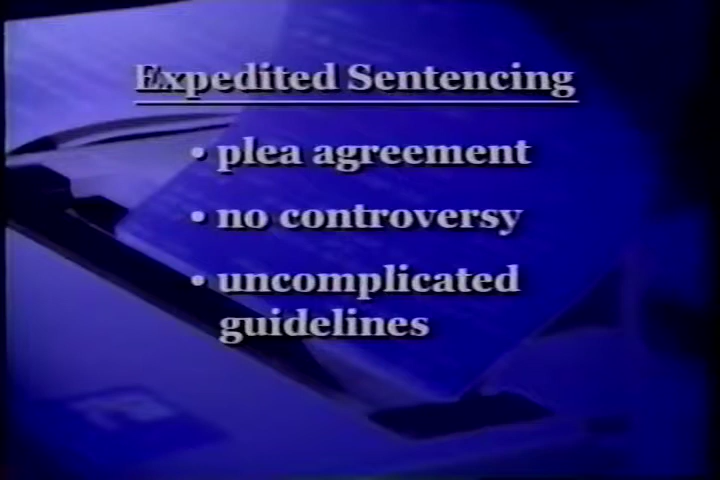 Expedited Sentencing
• plea agreement
• no controversy
• uncomplicated
guidelines